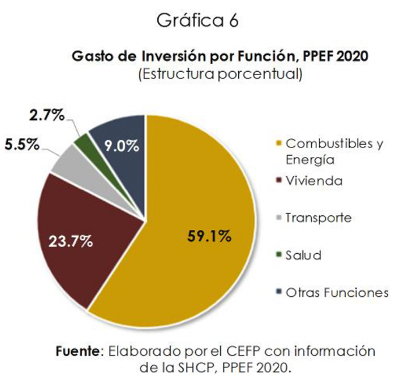 Gráfica 6
Gasto de Inversión por Función, PPEF 2020
(Estructura porcentual)
2.7%
5.5%
9.0%
23.7%
59.1%
Combustibles y
Energía
Vivienda
Transporte
Salud
Otras Funciones
Fuente: Elaborado por el CEFP con información
de la SHCP, PPEF 2020.